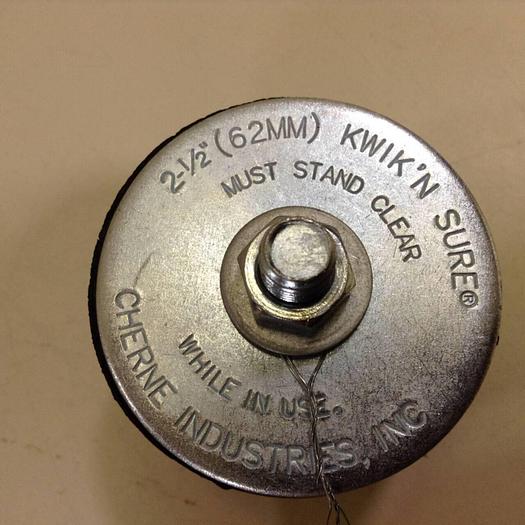 2-1/2" (62MM) KWIK'N SURE®
MUST STAND CLEAR
WHILE IN USE.
CHERNE INDUSTRIES, INC